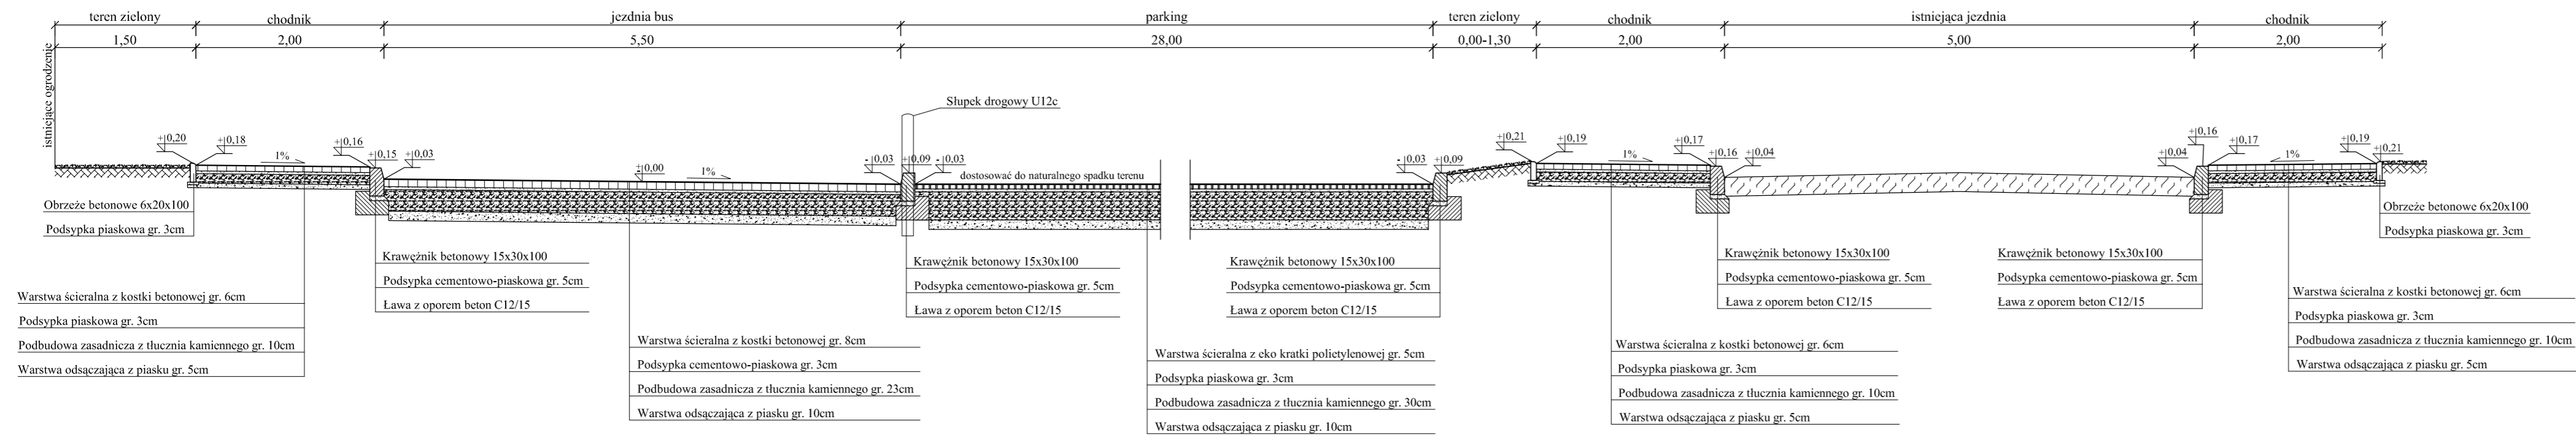 teren zielony
chodnik
jezdnia bus
parking
teren zielony
chodnik
istniejąca jezdnia
chodnik
1,50
2,00
5,50
28,00
0,00-1,30
2,00
5,00
2,00
istniejące ogrodzenie
Słupek drogowy U12c
+0,20
+0,18
1%
+0,16
+0,15
+0,03
±0,00
1%
-0,03
+0,09
-0,03
dostosować do naturalnego spadku terenu
-0,03
+0,09
+0,21
+0,19
1%
+0,17
+0,16
+0,04
+0,04
+0,16
+0,17
1%
+0,19
+0,21
Obrzeże betonowe 6x20x100
Podsypka piaskowa gr. 3cm
Warstwa ścieralna z kostki betonowej gr. 6cm
Podsypka piaskowa gr. 3cm
Podbudowa zasadnicza z tłucznia kamiennego gr. 10cm
Warstwa odsączająca z piasku gr. 5cm
Krawężnik betonowy 15x30x100
Podsypka cementowo-piaskowa gr. 5cm
Ława z oporem beton C12/15
Warstwa ścieralna z kostki betonowej gr. 8cm
Podsypka cementowo-piaskowa gr. 3cm
Podbudowa zasadnicza z tłucznia kamiennego gr. 23cm
Warstwa odsączająca z piasku gr. 10cm
Krawężnik betonowy 15x30x100
Podsypka cementowo-piaskowa gr. 5cm
Ława z oporem beton C12/15
Warstwa ścieralna z eko kratki polietylenowej gr. 5cm
Podsypka piaskowa gr. 3cm
Podbudowa zasadnicza z tłucznia kamiennego gr. 30cm
Warstwa odsączająca z piasku gr. 10cm
Krawężnik betonowy 15x30x100
Podsypka cementowo-piaskowa gr. 5cm
Ława z oporem beton C12/15
Warstwa ścieralna z kostki betonowej gr. 6cm
Podsypka piaskowa gr. 3cm
Podbudowa zasadnicza z tłucznia kamiennego gr. 10cm
Warstwa odsączająca z piasku gr. 5cm
Krawężnik betonowy 15x30x100
Podsypka cementowo-piaskowa gr. 5cm
Ława z oporem beton C12/15
Krawężnik betonowy 15x30x100
Podsypka cementowo-piaskowa gr. 5cm
Ława z oporem beton C12/15
Obrzeże betonowe 6x20x100
Podsypka piaskowa gr. 3cm
Warstwa ścieralna z kostki betonowej gr. 6cm
Podsypka piaskowa gr. 3cm
Podbudowa zasadnicza z tłucznia kamiennego gr. 10cm
Warstwa odsączająca z piasku gr. 5cm